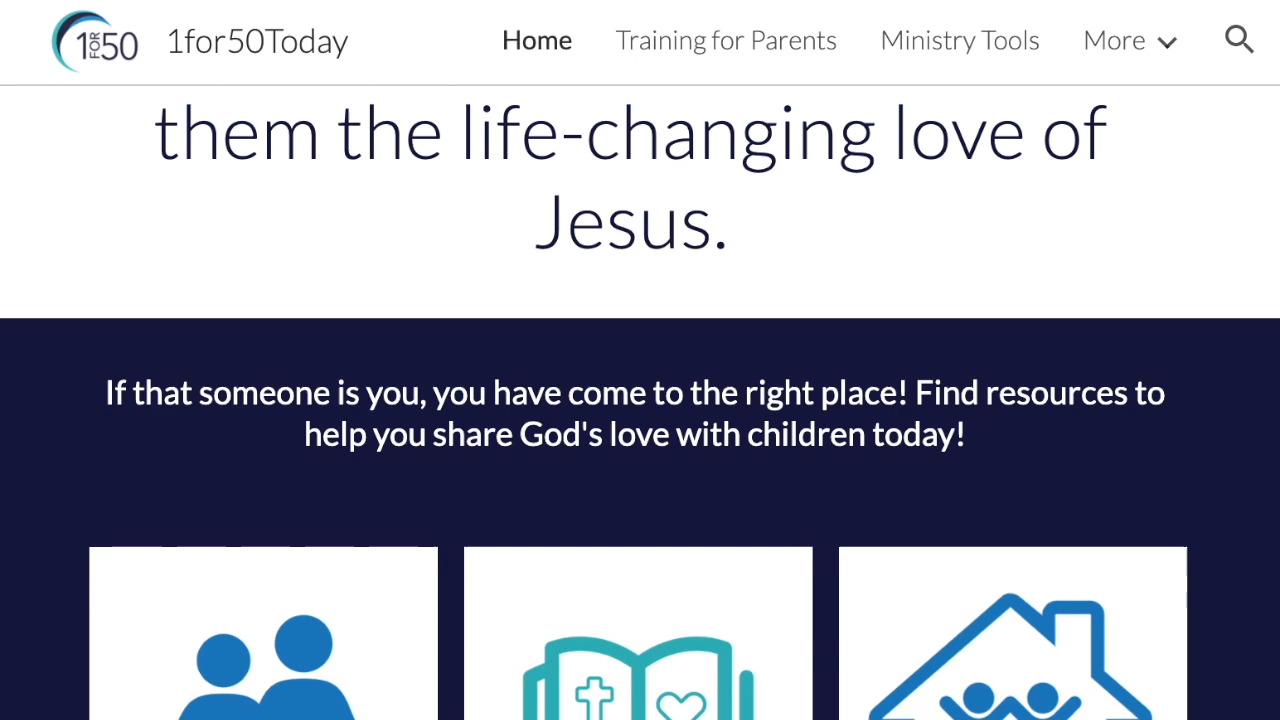 1FOR50 1for50Today Home Training for Parents Ministry Tools More
them the life-changing love of
Jesus.
If that someone is you, you have come to the right place! Find resources to
help you share God's love with children today!